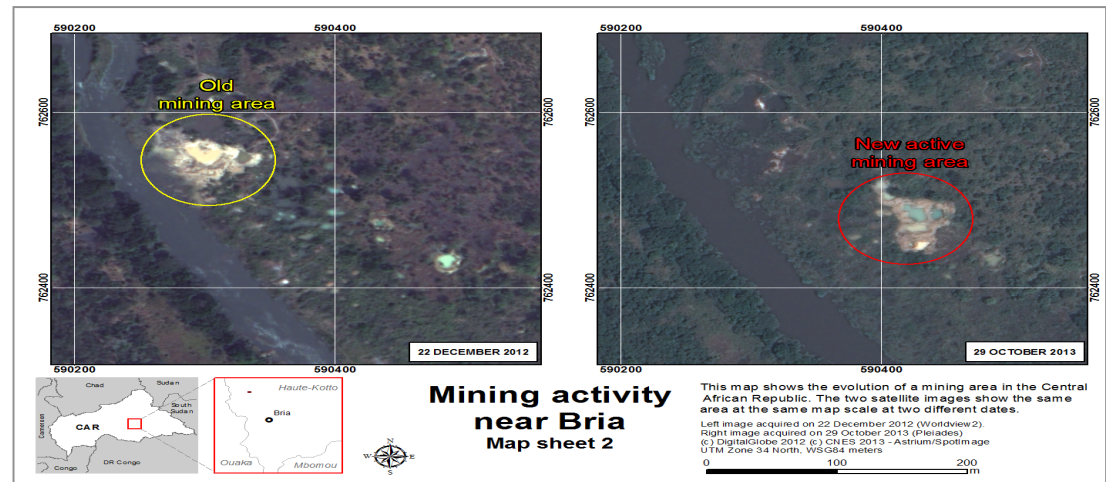 590200
590400
590200
590400
Old
mining area
762600
762600
New active
mining area
762400
762400
22 DECEMBER 2012
29 OCTOBER 2013
590200
590400
590200
590400
Chad
Sudan
South
Sudan
Cameroon
CAR
Congo
DR Congo
Haute-Kotto
Bria
Ouaka
Mbomou
N
W
E
S
Mining activity
near Bria
Map sheet 2
This map shows the evolution of a mining area in the Central
African Republic. The two satellite images show the same
area at the same map scale at two different dates.
Left image acquired on 22 December 2012 (Worldview2).
Right image acquired on 29 October 2013 (Pleiades)
(c) DigitalGlobe 2012 (c) CNES 2013 - Astrium/SpotImage
UTM Zone 34 North, WSG84 meters
0
100
200
m